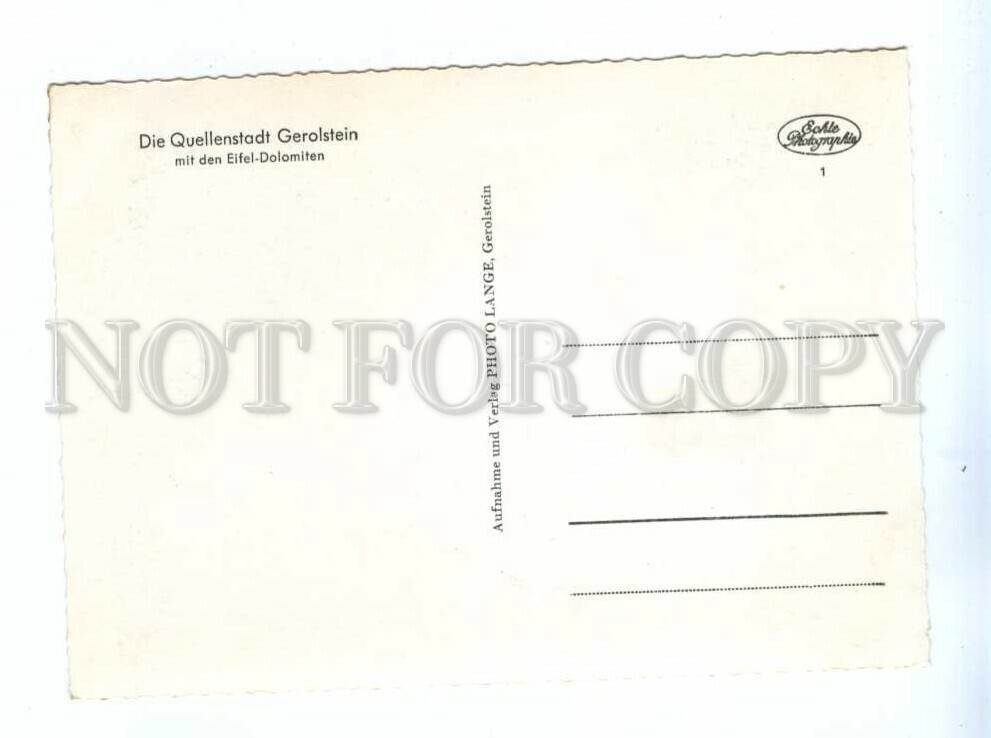 Die Quellenstadt Gerolstein
mit den Eifel-Dolomiten
Echte
Photographie
1
Aufnahme und Verlag PHOTO LANGE, Gerolstein
NOT FOR COPY